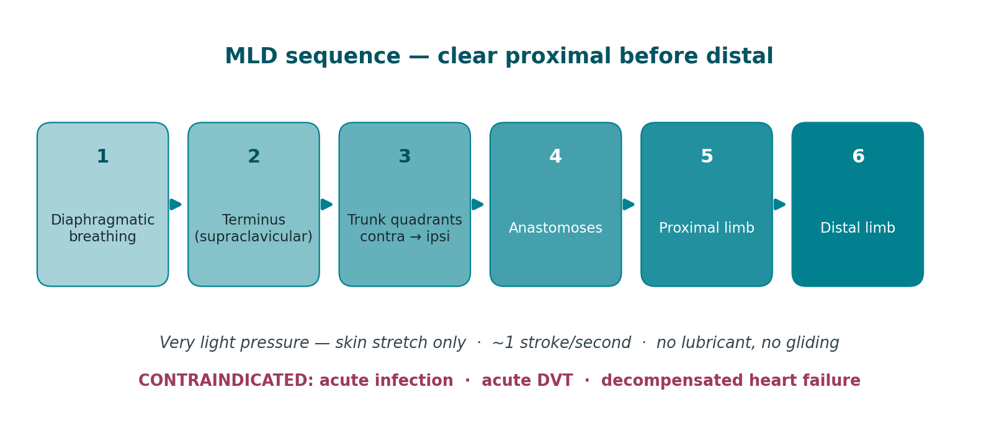 MLD sequence — clear proximal before distal
1
Diaphragmatic
breathing
2
Terminus
(supraclavicular)
3
Trunk quadrants
contra → ipsi
4
Anastomoses
5
Proximal limb
6
Distal limb
Very light pressure — skin stretch only · ~1 stroke/second · no lubricant, no gliding
CONTRAINDICATED: acute infection · acute DVT · decompensated heart failure